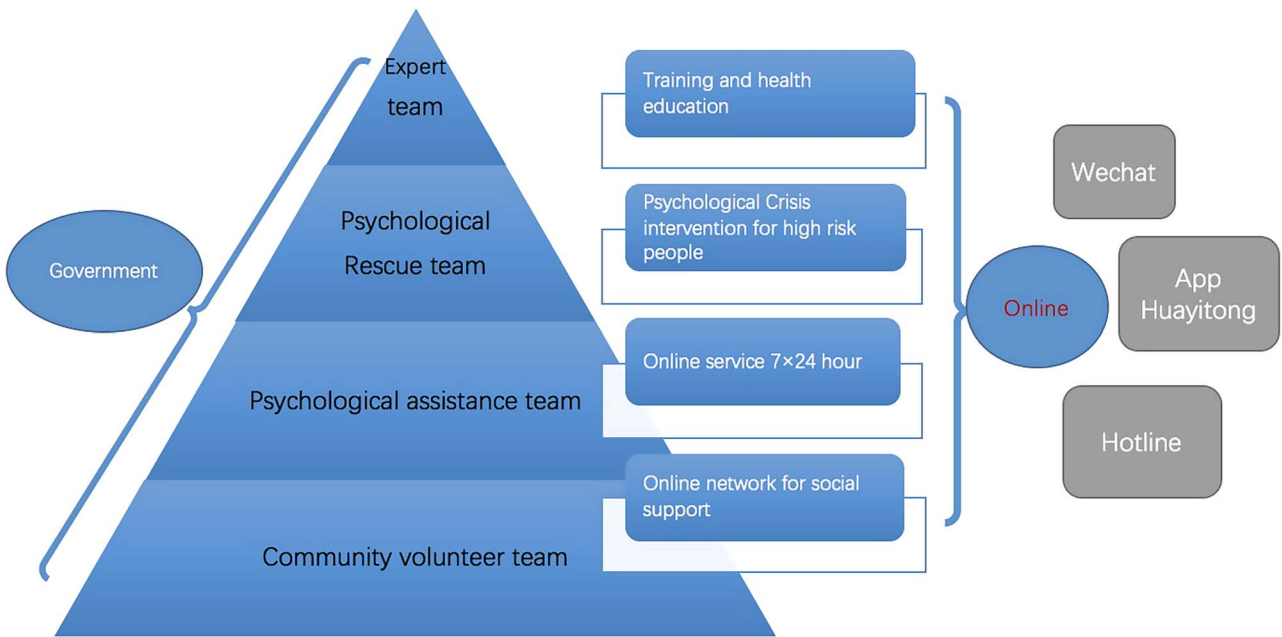 Expert
team
Psychological
Rescue team
Psychological assistance team
Community volunteer team
Government
Training and health
education
Psychological Crisis
intervention for high risk
people
Online service 7×24 hour
Online network for social
support
Online
Wechat
App
Huayitong
Hotline